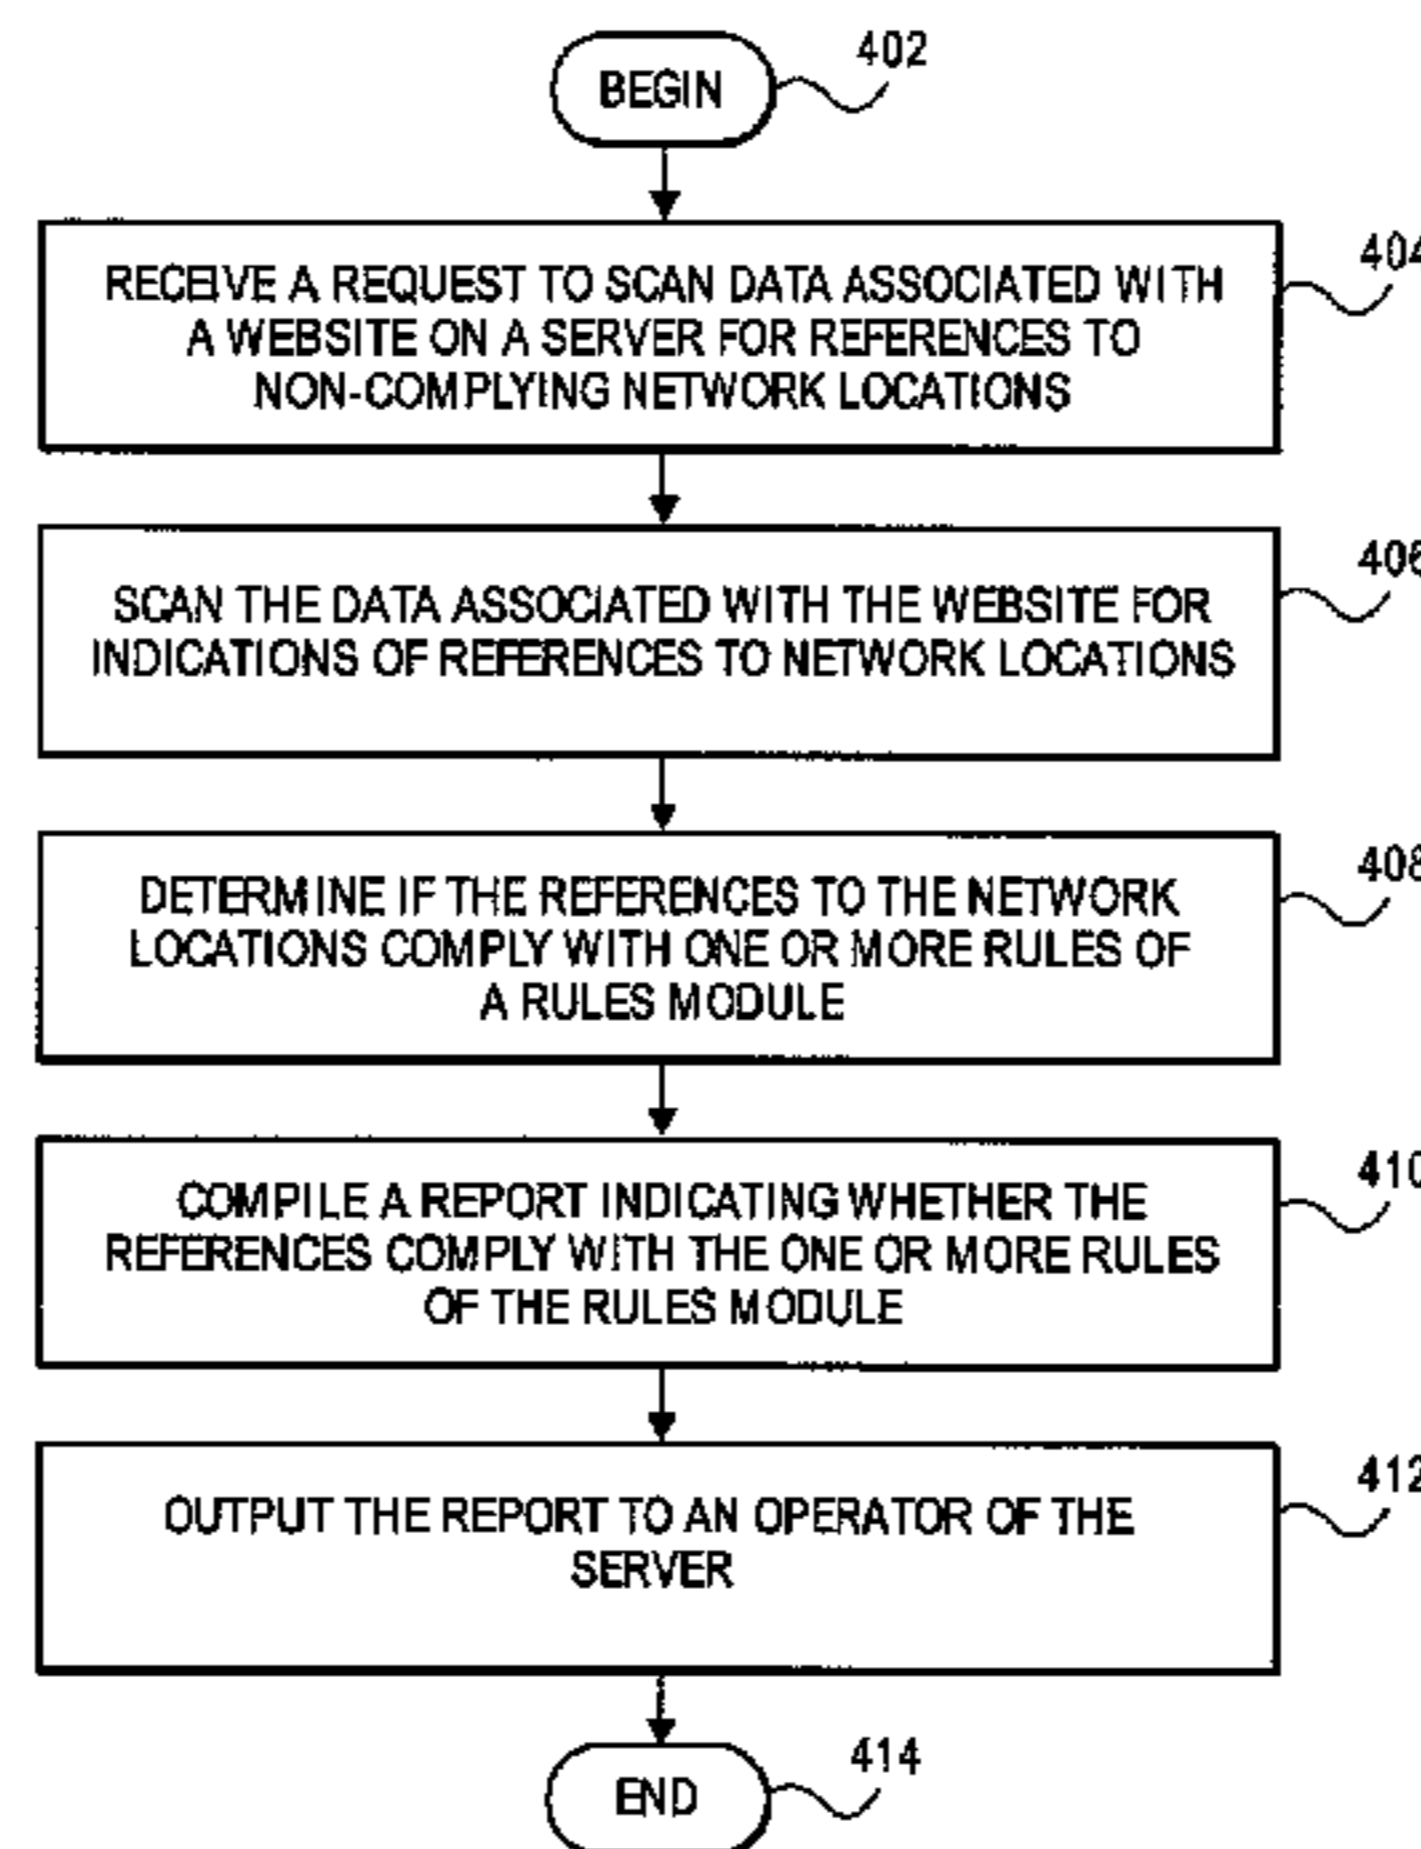 BEGIN
402
RECEIVE A REQUEST TO SCAN DATA ASSOCIATED WITH
A WEBSITE ON A SERVER FOR REFERENCES TO
NON-COMPLYING NETWORK LOCATIONS
404
SCAN THE DATA ASSOCIATED WITH THE WEBSITE FOR
INDICATIONS OF REFERENCES TO NETWORK LOCATIONS
406
DETERMINE IF THE REFERENCES TO THE NETWORK
LOCATIONS COMPLY WITH ONE OR MORE RULES OF
A RULES MODULE
408
COMPILE A REPORT INDICATING WHETHER THE
REFERENCES COMPLY WITH THE ONE OR MORE RULES
OF THE RULES MODULE
410
OUTPUT THE REPORT TO AN OPERATOR OF THE
SERVER
412
END
414